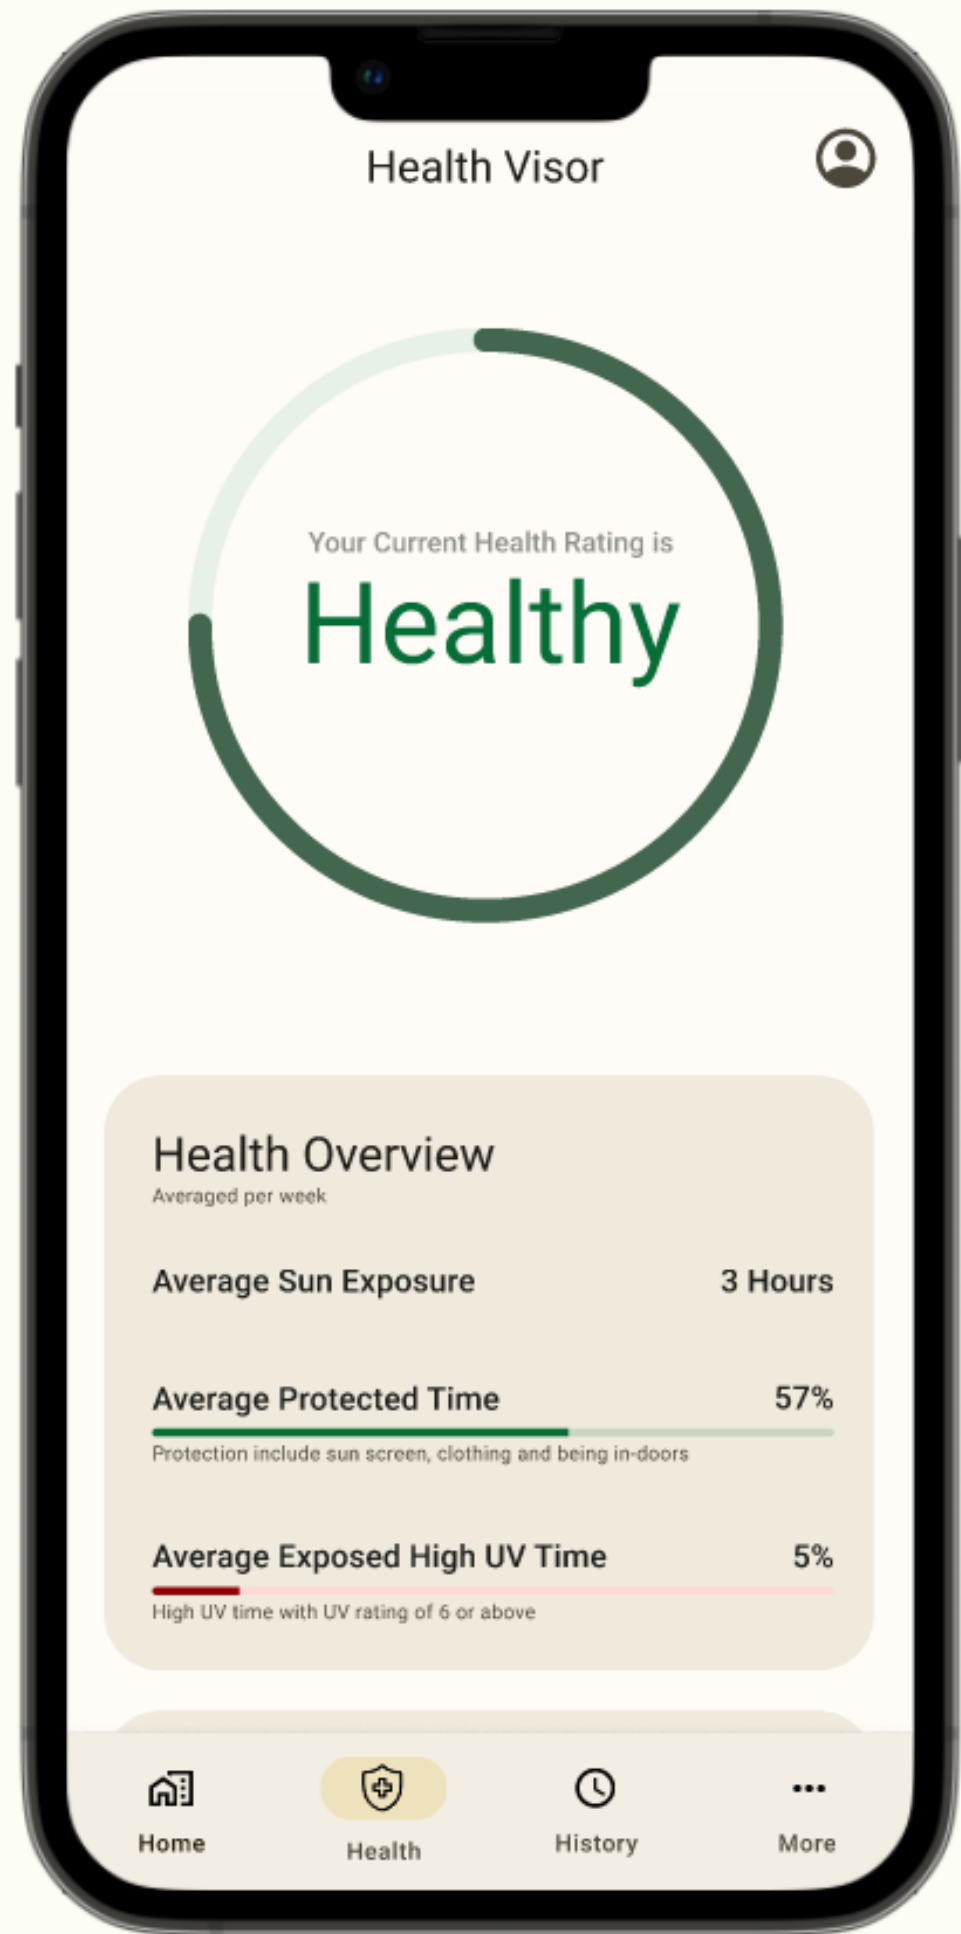 Health Visor
Your Current Health Rating is
Healthy
Health Overview
Averaged per week
Average Sun Exposure 3 Hours
Average Protected Time 57%
Protection include sun screen, clothing and being in-doors
Average Exposed High UV Time 5%
High UV time with UV rating of 6 or above
Home Health History More